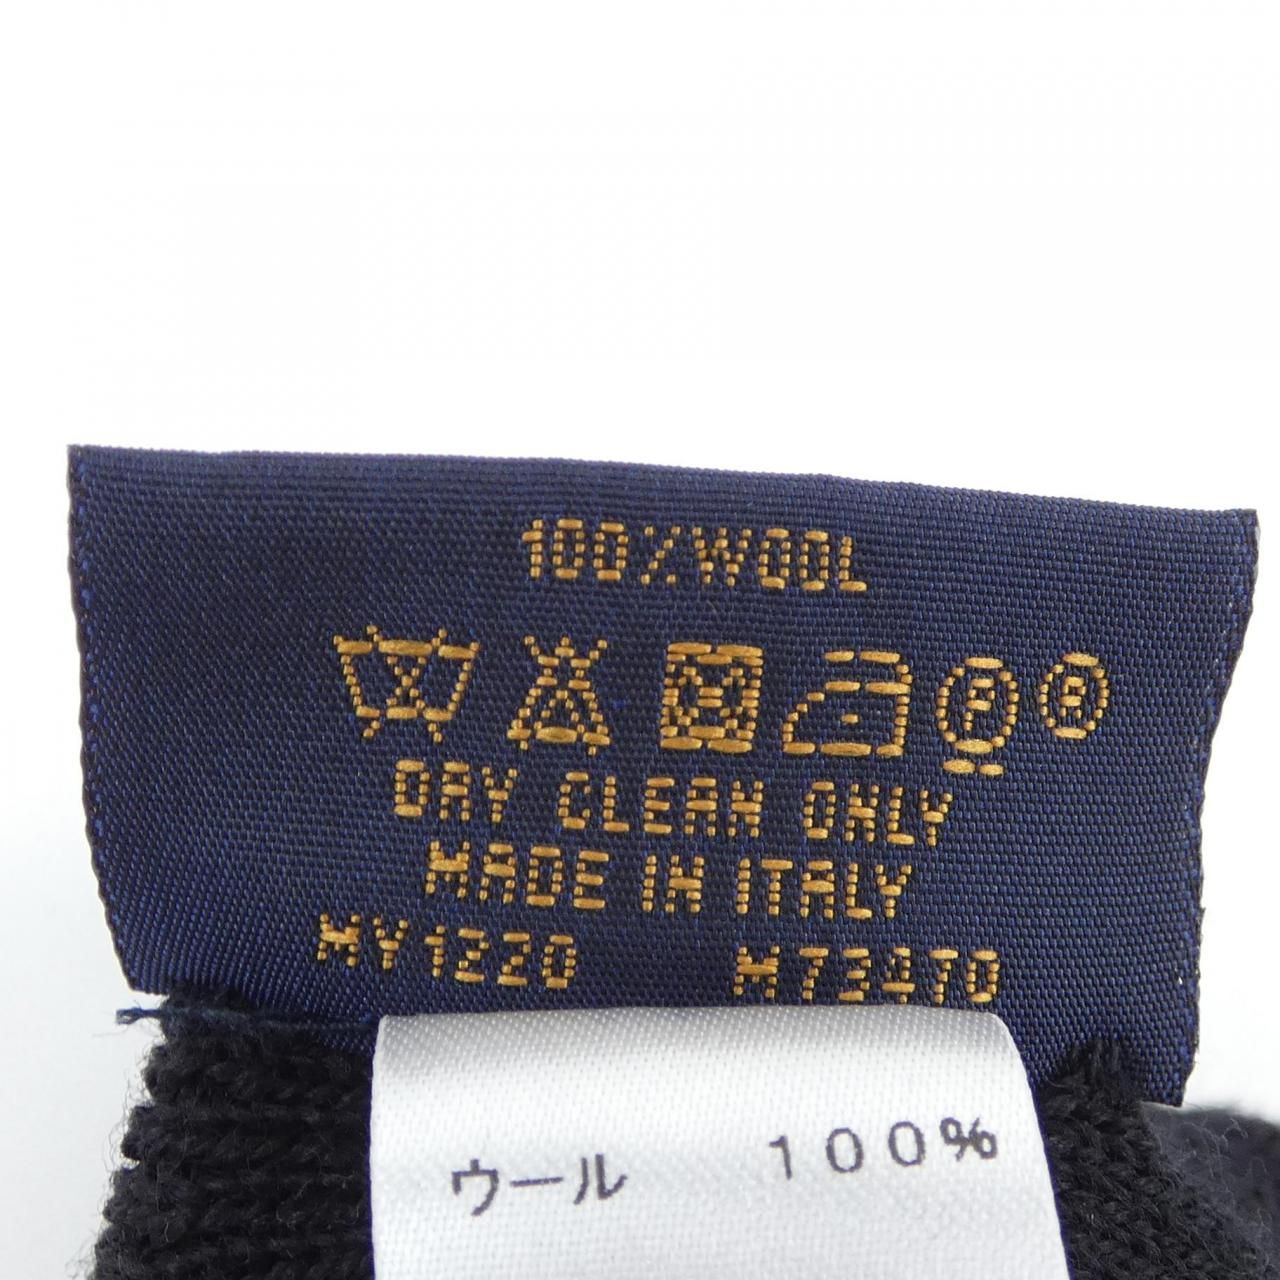 100% WOOL
P ®
DRY CLEAN ONLY
MADE IN ITALY
MY1220 M73470
ウール 100%